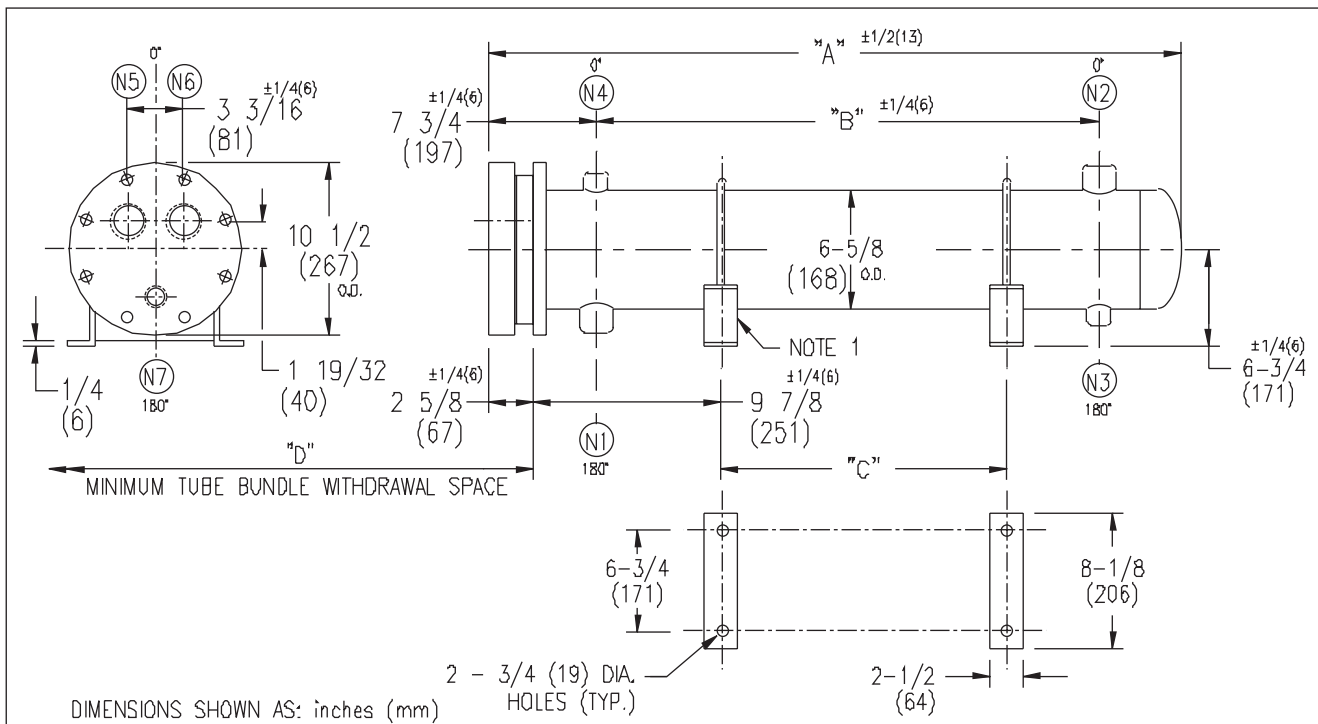 0°
N5 N6
±1/4(6)
3 3/16
(81)
10 1/2
(267)
O.D.
1/4
(6)
N7
180°
1 19/32
(40)
"A" ±1/2(13)
±1/4(6)
7 3/4
(197)
0°
N4
"B" ±1/4(6)
0°
N2
6-5/8
(168) O.D.
NOTE 1
±1/4(6)
6-3/4
(171)
N3
180°
±1/4(6)
2 5/8
(67)
±1/4(6)
9 7/8
(251)
N1
180°
"D"
MINIMUM TUBE BUNDLE WITHDRAWAL SPACE
"C"
6-3/4
(171)
8-1/8
(206)
2 - 3/4 (19) DIA.
HOLES (TYP.)
2-1/2
(64)
DIMENSIONS SHOWN AS: inches (mm)